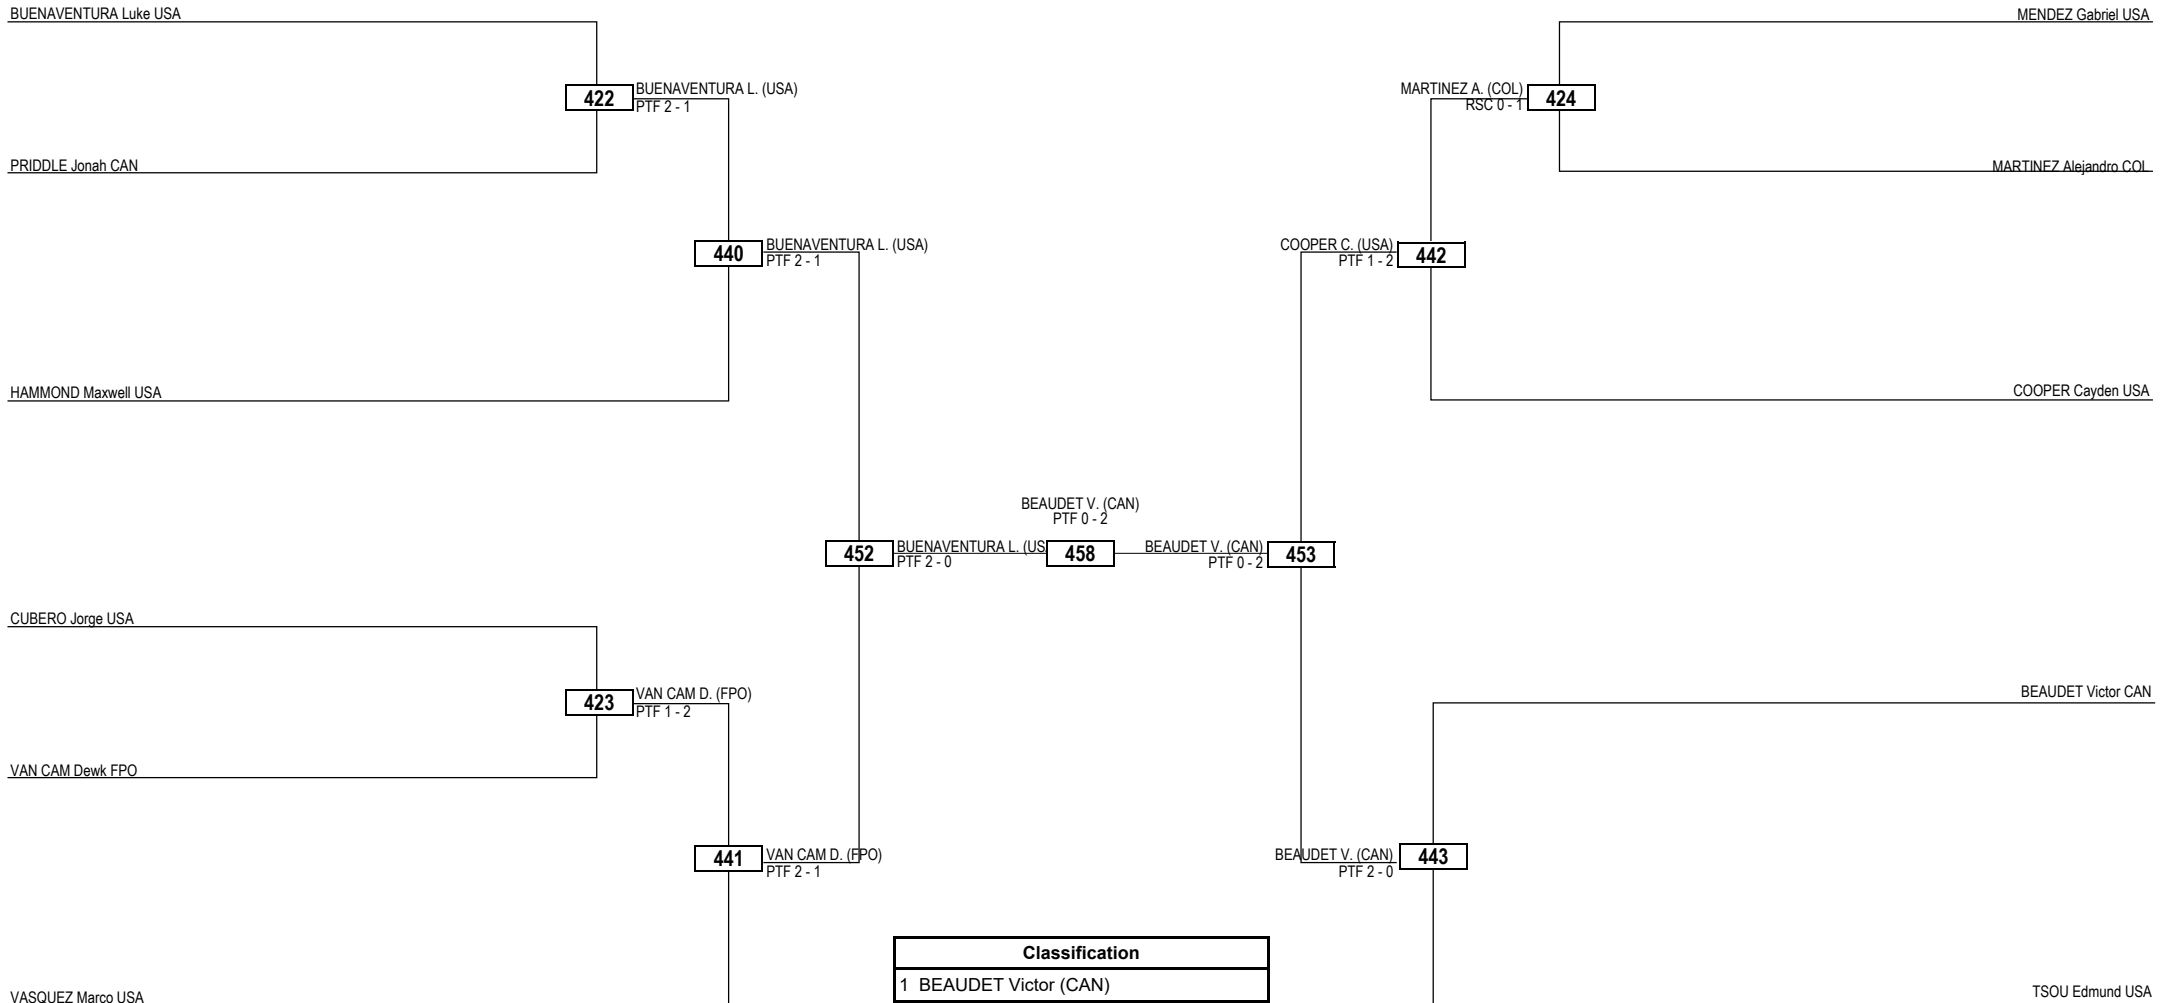 BUENAVENTURA Luke USA
MENDEZ Gabriel USA
422
BUENAVENTURA L. (USA)
PTF 2 - 1
MARTINEZ A. (COL)
RSC 0 - 1
424
PRIDDLE Jonah CAN
MARTINEZ Alejandro COL
440
BUENAVENTURA L. (USA)
PTF 2 - 1
COOPER C. (USA)
PTF 1 - 2
442
HAMMOND Maxwell USA
COOPER Cayden USA
BEAUDET V. (CAN)
PTF 0 - 2
452
BUENAVENTURA L. (US
PTF 2 - 0
458
BEAUDET V. (CAN)
PTF 0 - 2
453
CUBERO Jorge USA
423
VAN CAM D. (FPO)
PTF 1 - 2
BEAUDET Victor CAN
VAN CAM Dewk FPO
441
VAN CAM D. (FPO)
PTF 2 - 1
BEAUDET V. (CAN)
PTF 2 - 0
443
Classification
1 BEAUDET Victor (CAN)
VASQUEZ Marco USA
TSOU Edmund USA